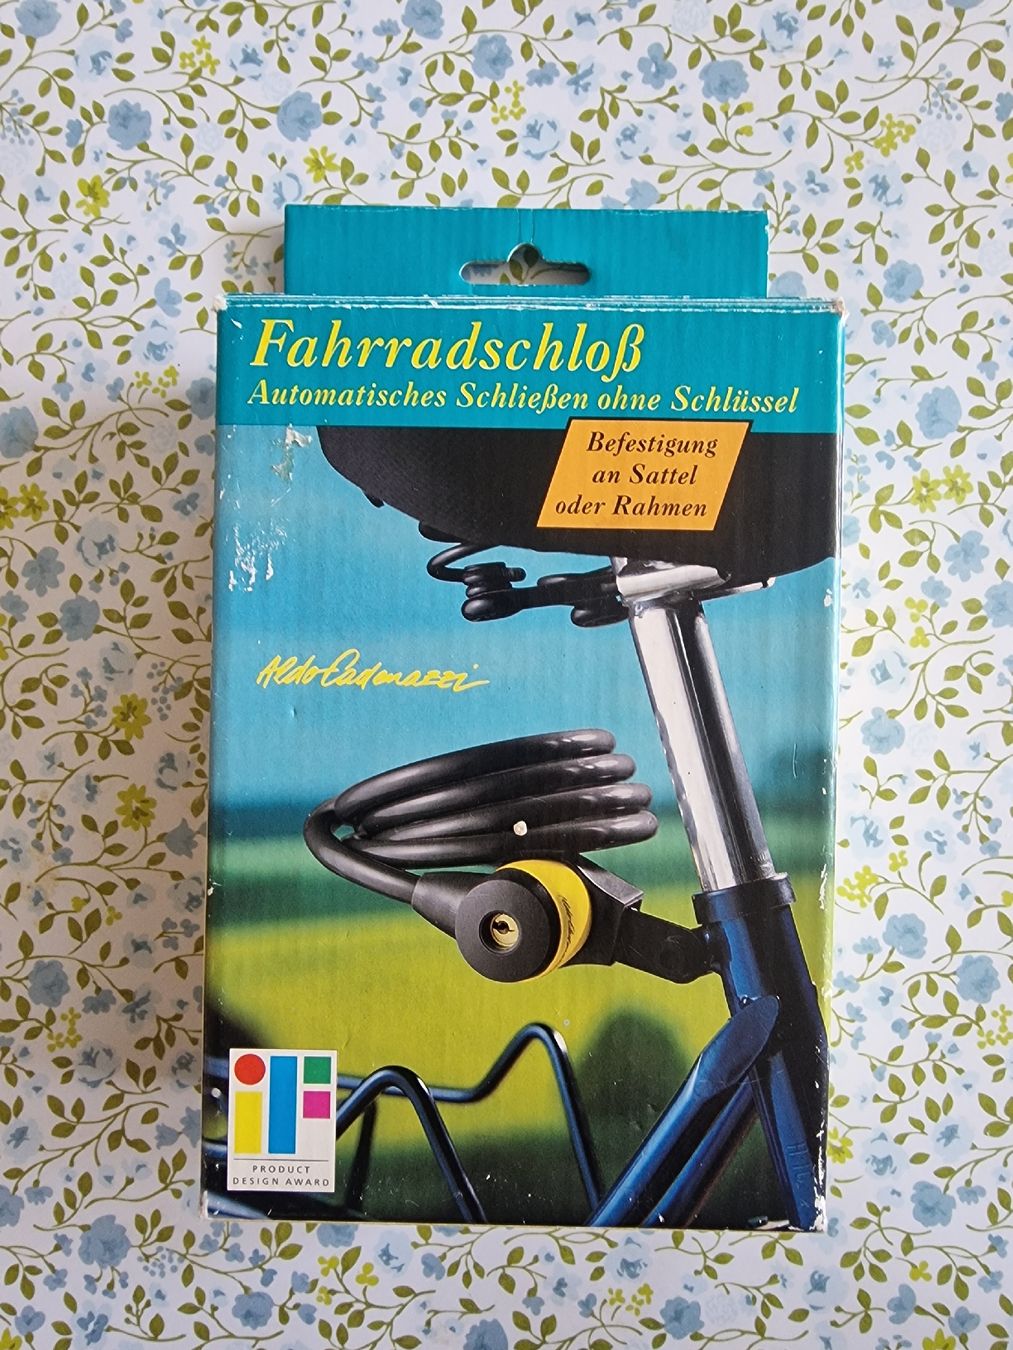 Fahrradschloß
Automatisches Schließen ohne Schlüssel
Befestigung
an Sattel
oder Rahmen
Aldo Cadenazzi
PRODUCT
DESIGN AWARD